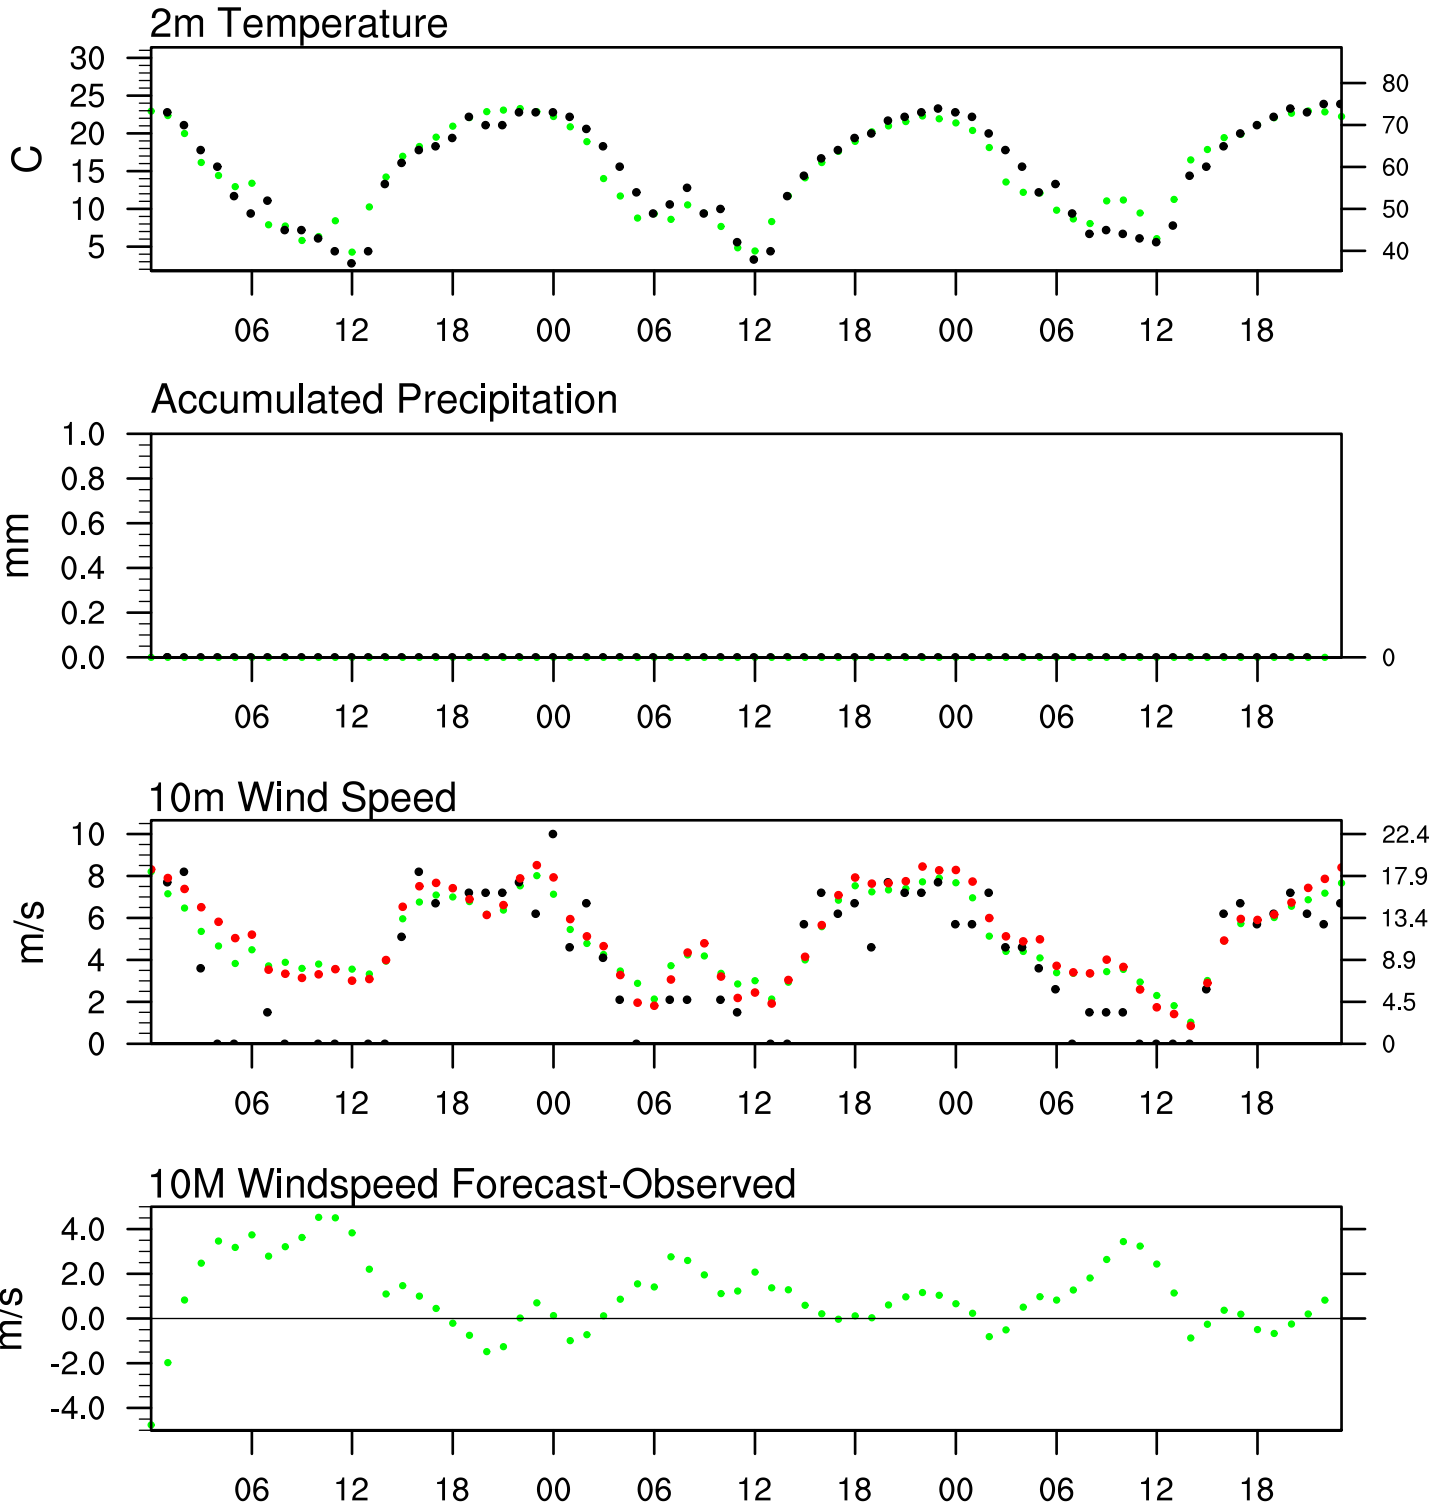 2m Temperature
30
25
20
15
10
5
C
80
70
60
50
40
06 12 18 00 06 12 18 00 06 12 18
Accumulated Precipitation
1.0
0.8
0.6
0.4
0.2
0.0
mm
0
06 12 18 00 06 12 18 00 06 12 18
10m Wind Speed
10
8
6
4
2
0
m/s
22.4
17.9
13.4
8.9
4.5
0
06 12 18 00 06 12 18 00 06 12 18
10M Windspeed Forecast-Observed
4.0
2.0
0.0
-2.0
-4.0
m/s
06 12 18 00 06 12 18 00 06 12 18